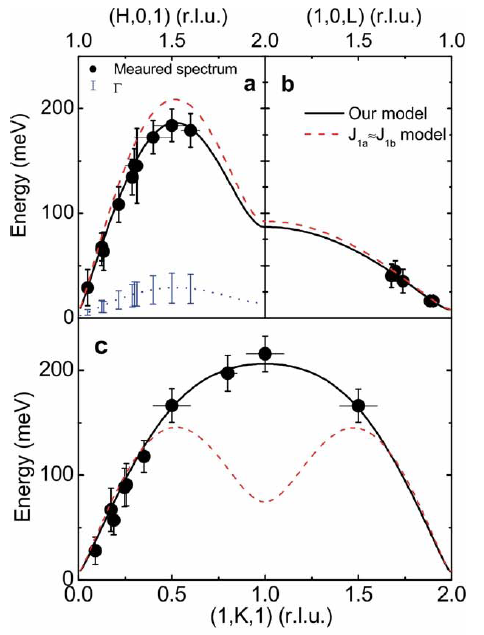 (H,0,1) (r.l.u.) (1,0,L) (r.l.u.)
1.0 1.5 2.0 1.5 1.0
Meaured spectrum
Γ
a b
Our model
J1a≈J1b model
Energy (meV)
200
100
0
c
Energy (meV)
200
100
0
0.0 0.5 1.0 1.5 2.0
(1,K,1) (r.l.u.)